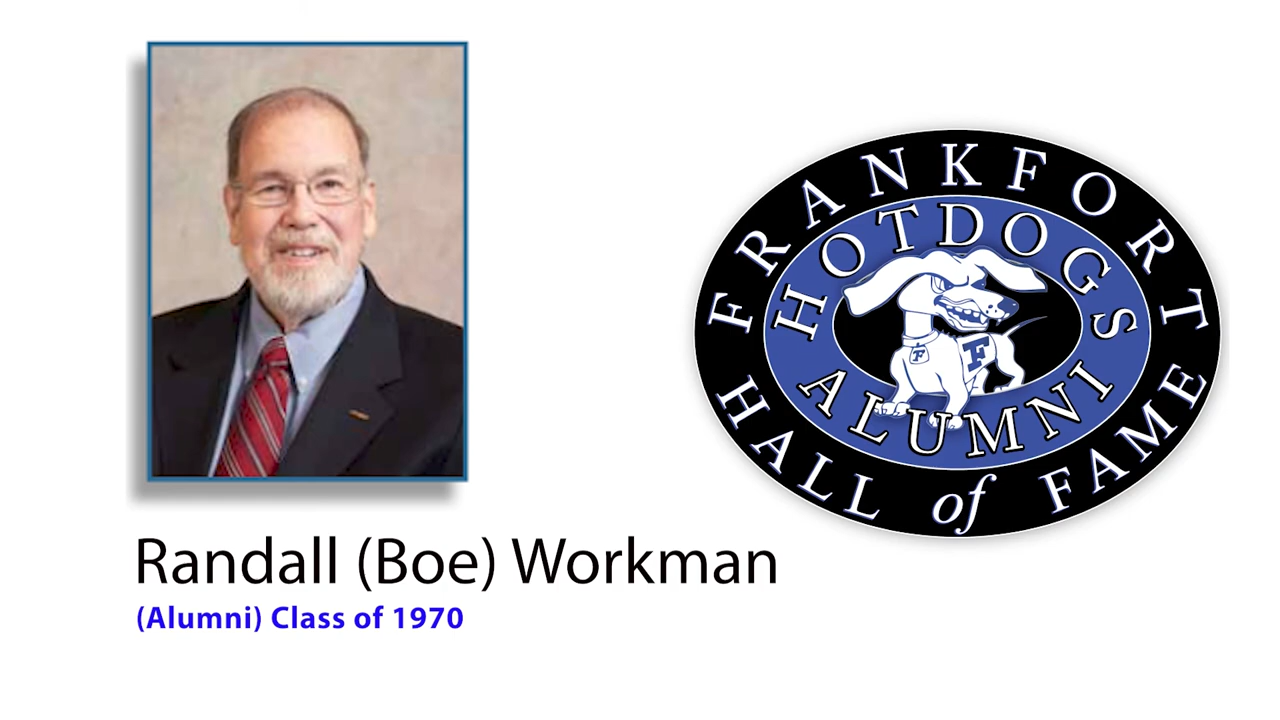 FRANKFORT
HOTDOGS
F
F
ALUMNI
HALL of FAME
Randall (Boe) Workman
(Alumni) Class of 1970